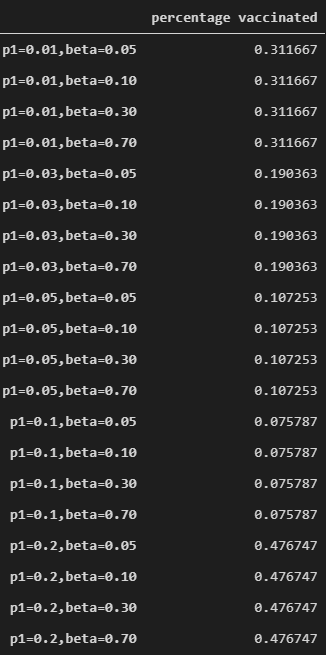 percentage vaccinated
p1=0.01,beta=0.05 0.311667
p1=0.01,beta=0.10 0.311667
p1=0.01,beta=0.30 0.311667
p1=0.01,beta=0.70 0.311667
p1=0.03,beta=0.05 0.190363
p1=0.03,beta=0.10 0.190363
p1=0.03,beta=0.30 0.190363
p1=0.03,beta=0.70 0.190363
p1=0.05,beta=0.05 0.107253
p1=0.05,beta=0.10 0.107253
p1=0.05,beta=0.30 0.107253
p1=0.05,beta=0.70 0.107253
p1=0.1,beta=0.05 0.075787
p1=0.1,beta=0.10 0.075787
p1=0.1,beta=0.30 0.075787
p1=0.1,beta=0.70 0.075787
p1=0.2,beta=0.05 0.476747
p1=0.2,beta=0.10 0.476747
p1=0.2,beta=0.30 0.476747
p1=0.2,beta=0.70 0.476747